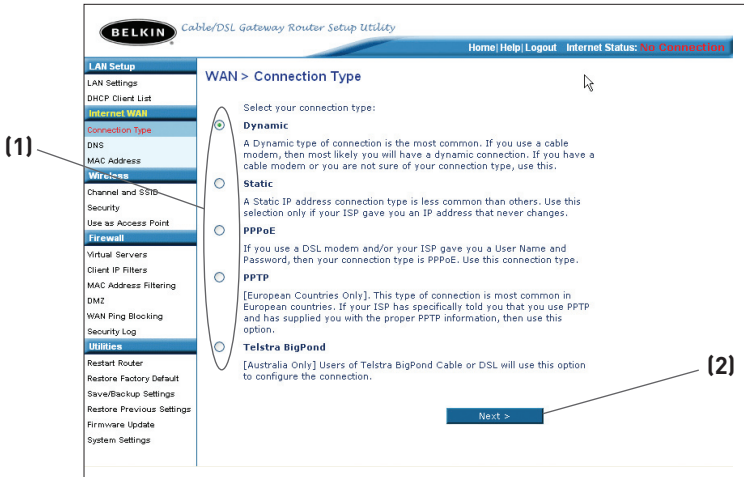 BELKIN Cable/DSL Gateway Router Setup Utility
Home|Help|Logout Internet Status: No Connection
LAN Setup
LAN Settings
DHCP Client List
Internet WAN
Connection Type
DNS
MAC Address
Wireless
Channel and SSID
Security
Use as Access Point
Firewall
Virtual Servers
Client IP Filters
MAC Address Filtering
DMZ
WAN Ping Blocking
Security Log
Utilities
Restart Router
Restore Factory Default
Save/Backup Settings
Restore Previous Settings
Firmware Update
System Settings
(1)
WAN > Connection Type
Select your connection type:
Dynamic
A Dynamic type of connection is the most common. If you use a cable
modem, then most likely you will have a dynamic connection. If you have a
cable modem or you are not sure of your connection type, use this.
Static
A Static IP address connection type is less common than others. Use this
selection only if your ISP gave you an IP address that never changes.
PPPoE
If you use a DSL modem and/or your ISP gave you a User Name and
Password, then your connection type is PPPoE. Use this connection type.
PPTP
[European Countries Only]. This type of connection is most common in
European countries. If your ISP has specifically told you that you use PPTP
and has supplied you with the proper PPTP information, then use this
option.
Telstra BigPond
[Australia Only] Users of Telstra BigPond Cable or DSL will use this option
to configure the connection.
Next >
(2)